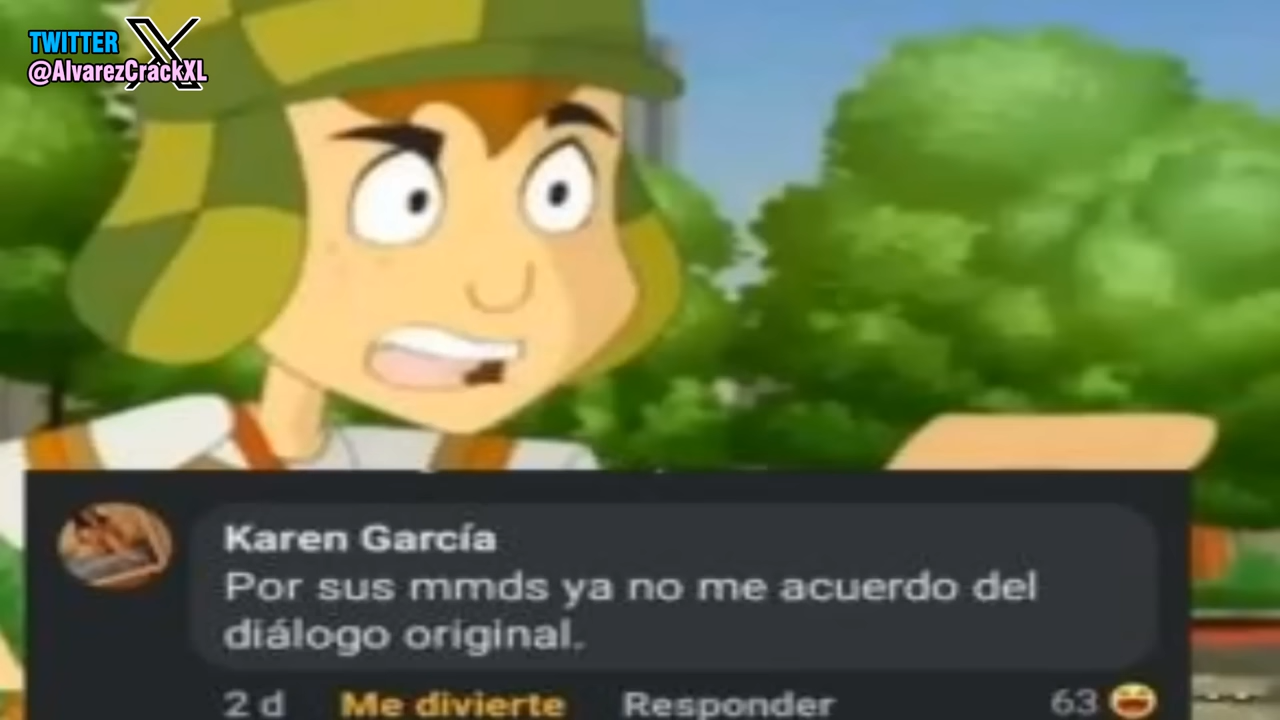 TWITTER X
@AlvarezCrackXL
Karen García
Por sus mmds ya no me acuerdo del
diálogo original.
2 d Me divierte Responder 63